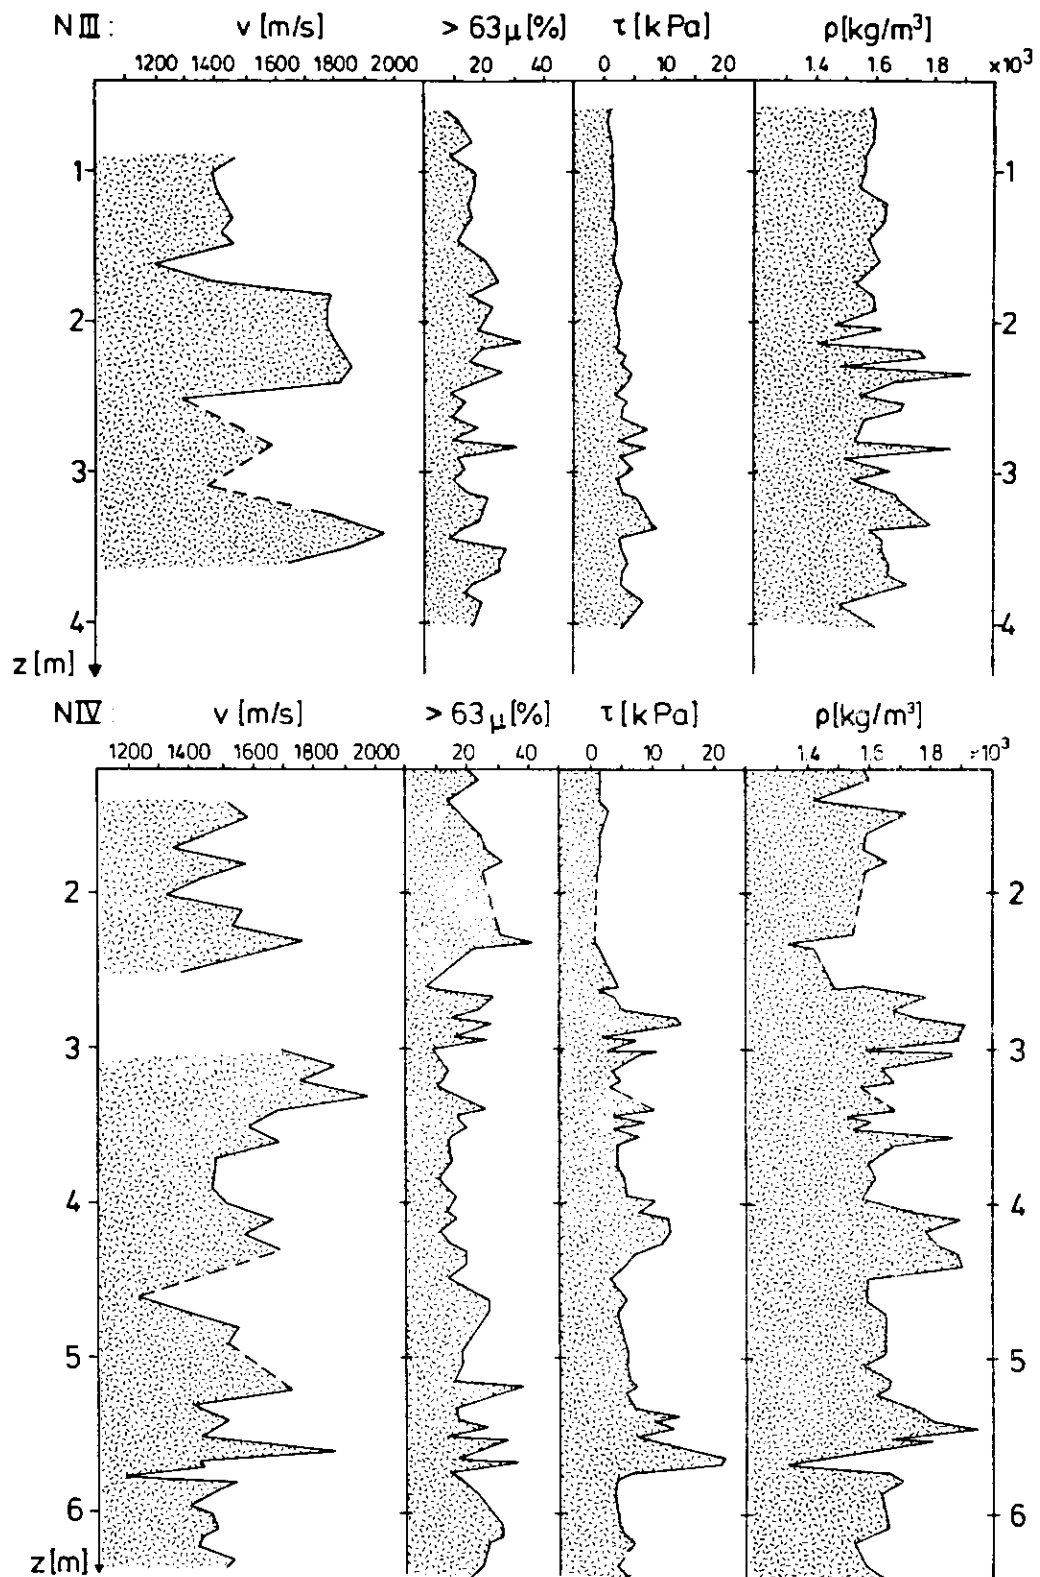 N III : v [m/s] > 63μ [%] τ [kPa] ρ[kg/m³]
1200 1400 1600 1800 2000 20 40 0 10 20 1.4 1.6 1.8 ×10³
1 1
2 2
3 3
4 4
z [m]
N IV : v [m/s] > 63μ [%] τ [kPa] ρ[kg/m³]
1200 1400 1600 1800 2000 20 40 0 10 20 1.4 1.6 1.8 ×10³
2 2
3 3
4 4
5 5
6 6
z [m]